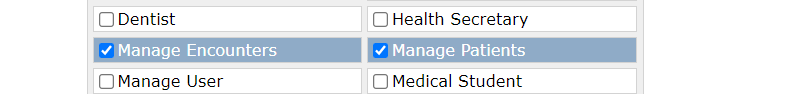 Dentist Health Secretary
Manage Encounters Manage Patients
Manage User Medical Student